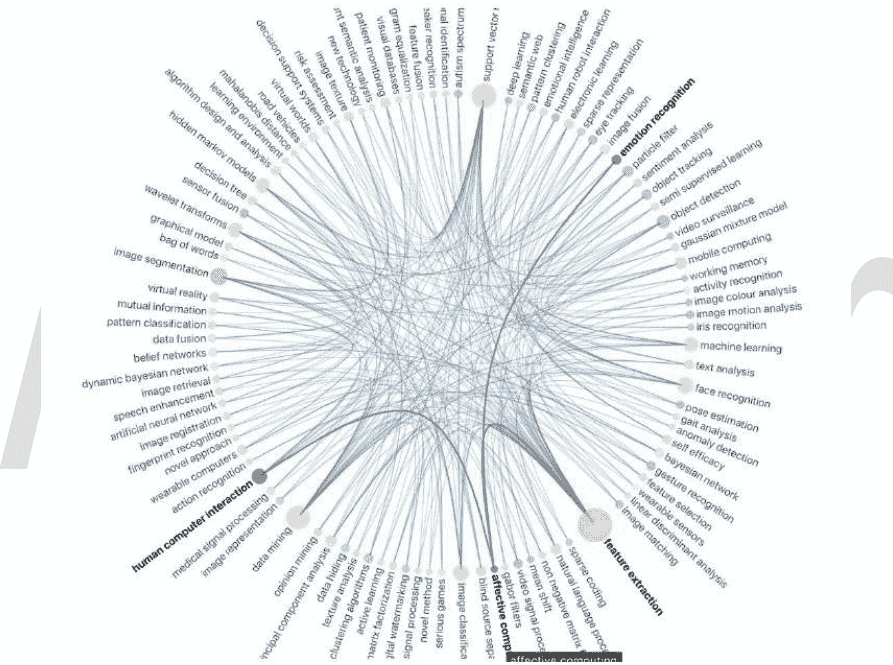 support vector
deep learning
semantic web
pattern clustering
emotional intelligence
human robot interaction
electronic learning
sparse representation
eye tracking
image fusion
emotion recognition
particle filter
sentiment analysis
object tracking
semi supervised learning
object detection
video surveillance
gaussian mixture model
mobile computing
working memory
activity recognition
image colour analysis
image motion analysis
iris recognition
machine learning
text analysis
face recognition
pose estimation
gait analysis
anomaly detection
self efficacy
bayesian network
gesture recognition
feature selection
wearable sensors
linear discriminant analysis
image matching
feature extraction
sparse coding
natural language proc
non negative matrix
mean shift
video signal proce
gabor filters
affective comp
affective computing
blind source sepa
image classifica
serious games
novel method
signal processing
ital watermarking
matrix factorization
active learning
clustering algorithms
texture analysis
data hiding
ncipal component analysis
opinion mining
data mining
image representation
medical signal processing
human computer interaction
action recognition
wearable computers
novel approach
fingerprint recognition
image registration
artificial neural network
speech enhancement
image retrieval
dynamic bayesian network
belief networks
data fusion
pattern classification
mutual information
virtual reality
image segmentation
bag of words
graphical model
wavelet transforms
sensor fusion
decision tree
hidden markov models
algorithm design and analysis
learning environment
mahalanobis distance
road vehicles
virtual worlds
decision support systems
risk assessment
image texture
new technology
nt semantic analysis
patient monitoring
visual databases
gram equalization
feature fusion
eaker recognition
nal identification
autism spectrum